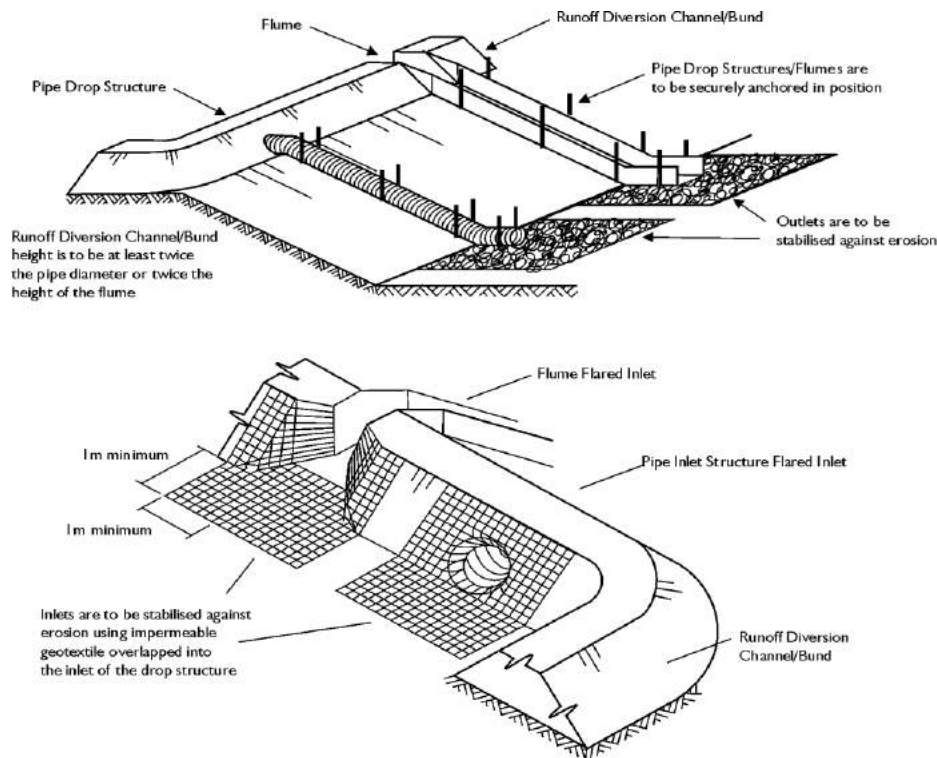 Runoff Diversion Channel/Bund
Flume
Pipe Drop Structures/Flumes are
to be securely anchored in position
Pipe Drop Structure
Outlets are to be
stabilised against erosion
Runoff Diversion Channel/Bund
height is to be at least twice
the pipe diameter or twice the
height of the flume
Flume Flared Inlet
Pipe Inlet Structure Flared Inlet
1m minimum
1m minimum
Inlets are to be stabilised against
erosion using impermeable
geotextile overlapped into
the inlet of the drop structure
Runoff Diversion
Channel/Bund